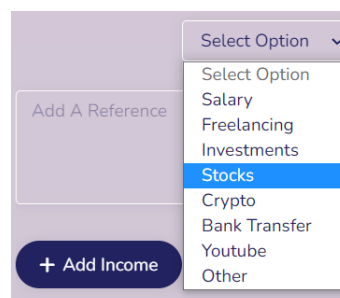 Select Option
Select Option
Add A Reference
Salary
Freelancing
Investments
Stocks
Crypto
Bank Transfer
Youtube
Other
+ Add Income